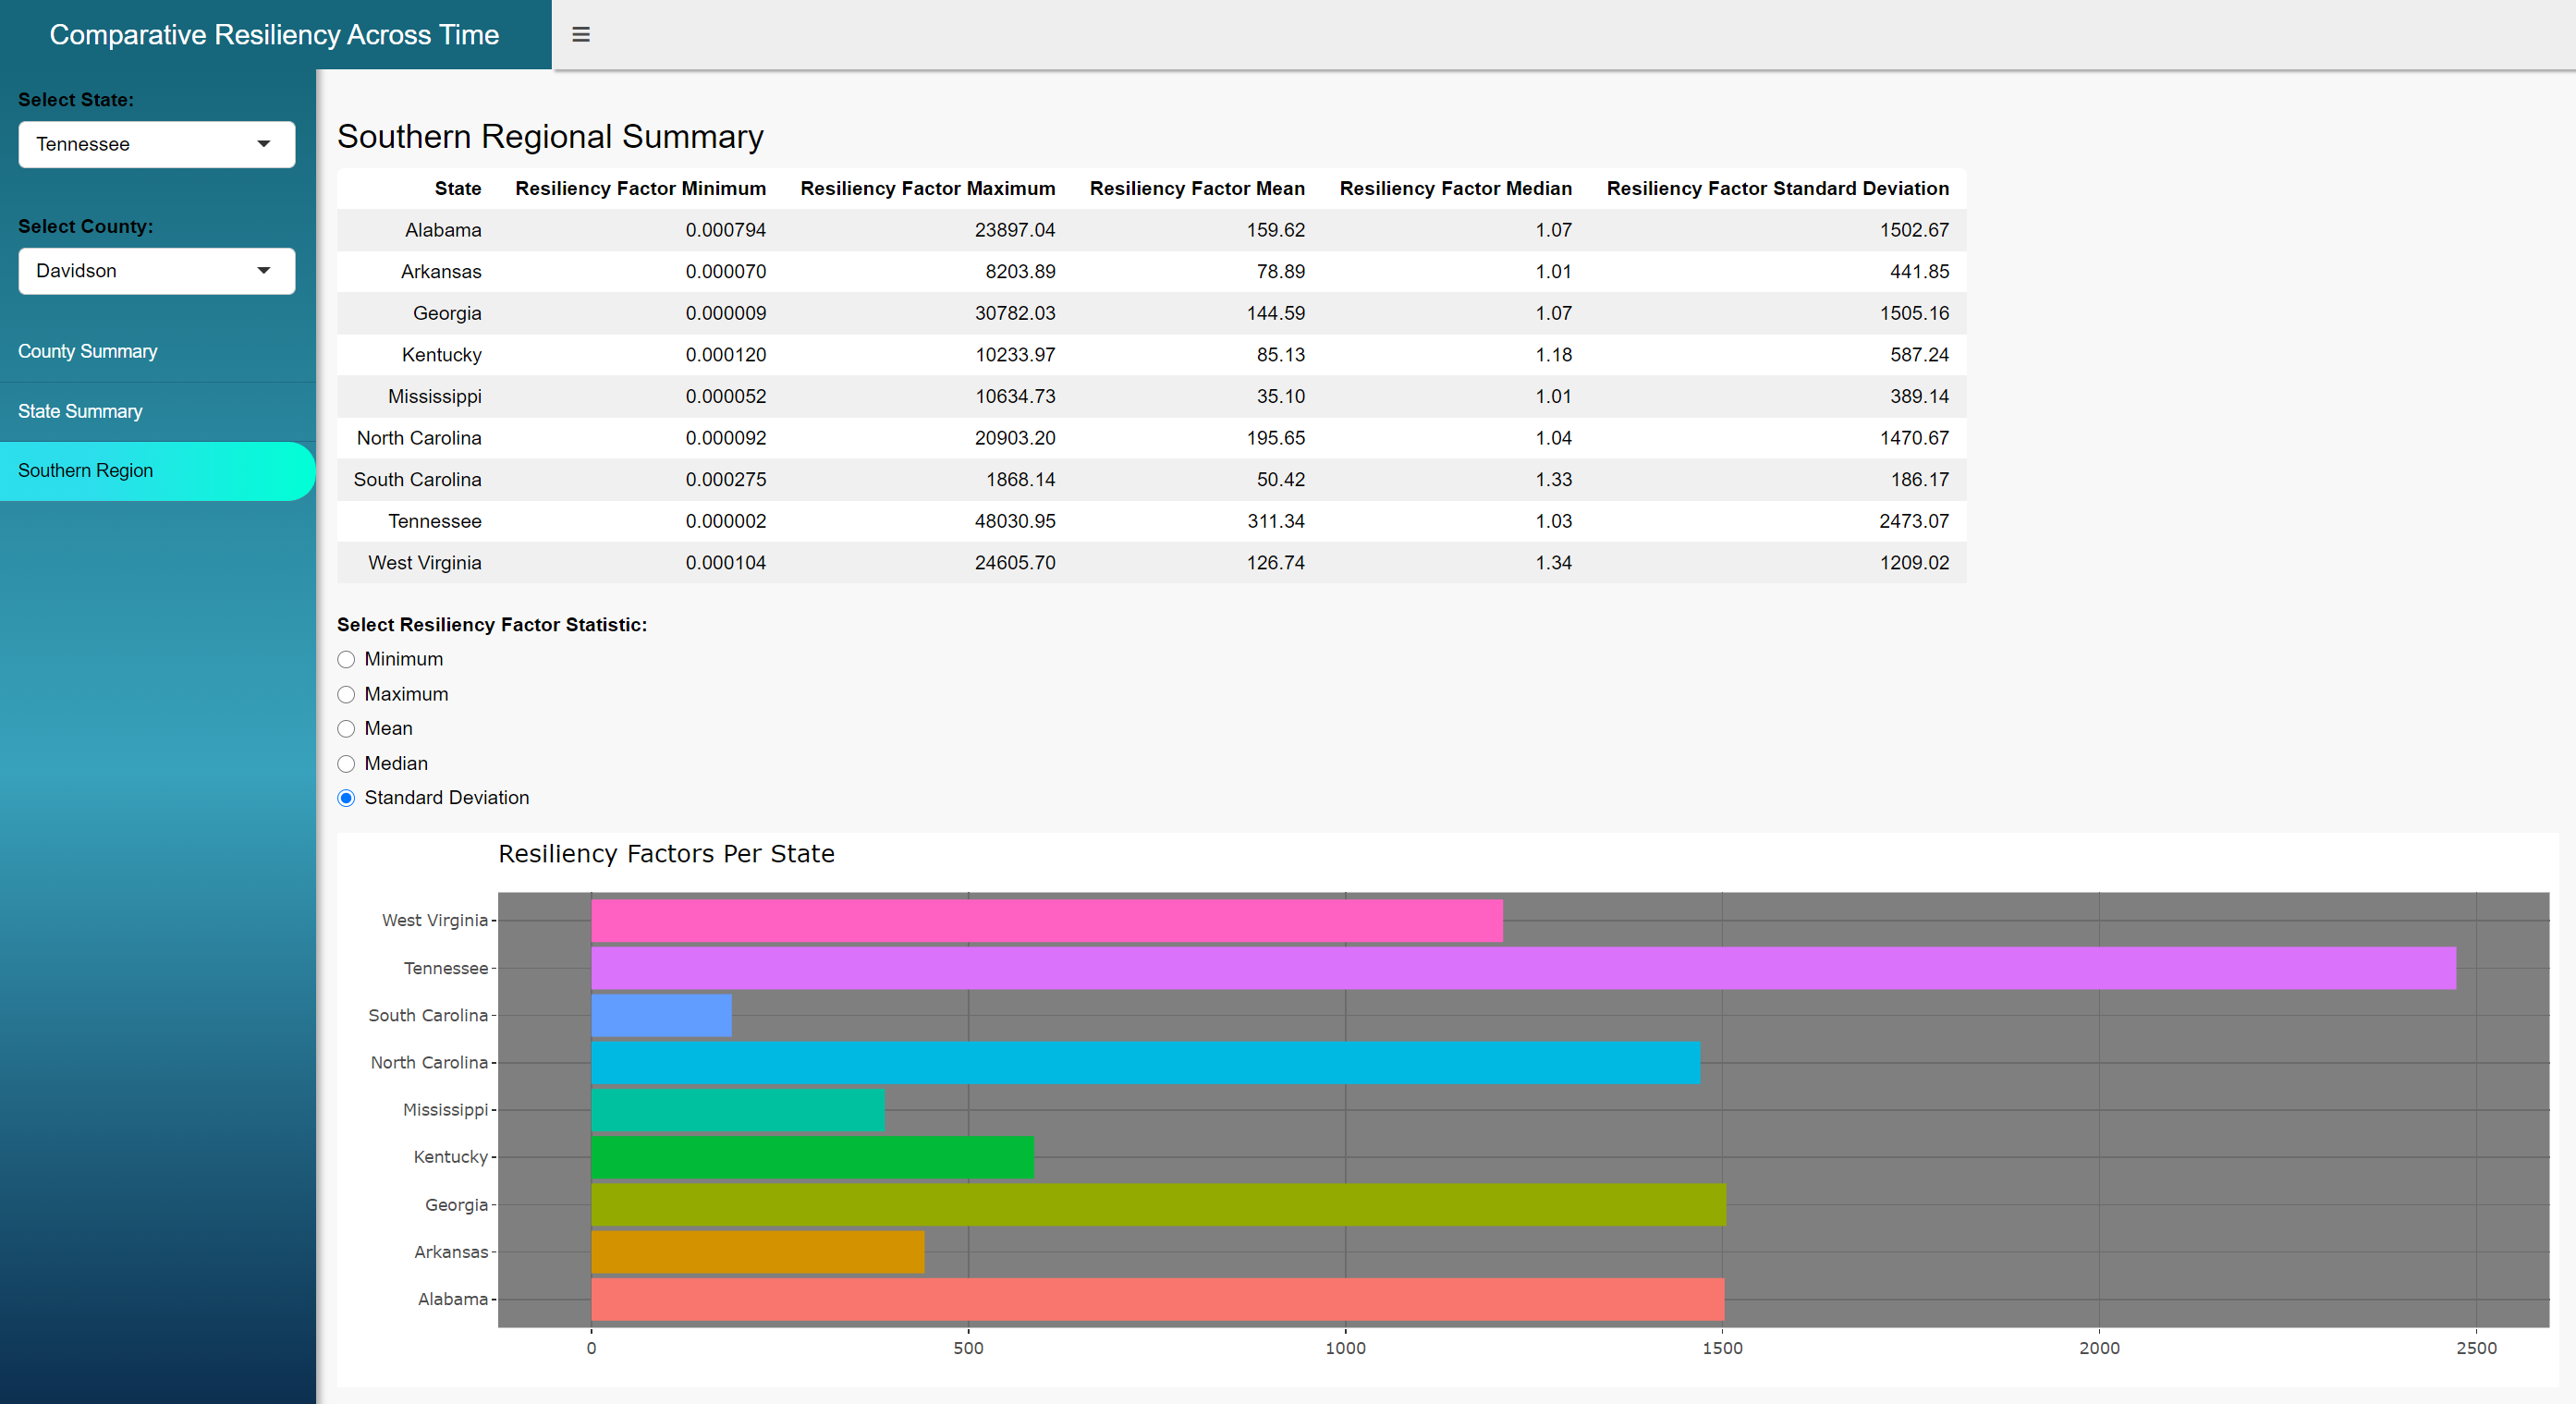 Comparative Resiliency Across Time
Select State:
Tennessee
Select County:
Davidson
County Summary
State Summary
Southern Region
Southern Regional Summary
State Resiliency Factor Minimum Resiliency Factor Maximum Resiliency Factor Mean Resiliency Factor Median Resiliency Factor Standard Deviation
Alabama 0.000794 23897.04 159.62 1.07 1502.67
Arkansas 0.000070 8203.89 78.89 1.01 441.85
Georgia 0.000009 30782.03 144.59 1.07 1505.16
Kentucky 0.000120 10233.97 85.13 1.18 587.24
Mississippi 0.000052 10634.73 35.10 1.01 389.14
North Carolina 0.000092 20903.20 195.65 1.04 1470.67
South Carolina 0.000275 1868.14 50.42 1.33 186.17
Tennessee 0.000002 48030.95 311.34 1.03 2473.07
West Virginia 0.000104 24605.70 126.74 1.34 1209.02
Select Resiliency Factor Statistic:
Minimum
Maximum
Mean
Median
Standard Deviation
Resiliency Factors Per State
West Virginia
Tennessee
South Carolina
North Carolina
Mississippi
Kentucky
Georgia
Arkansas
Alabama
0 500 1000 1500 2000 2500